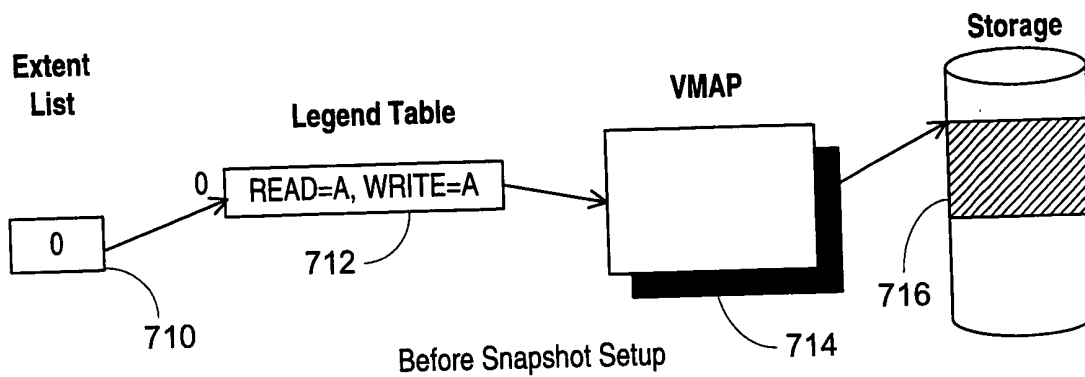 Storage
Extent
List
VMAP
Legend Table
0
READ=A, WRITE=A
0
712
716
710
714
Before Snapshot Setup